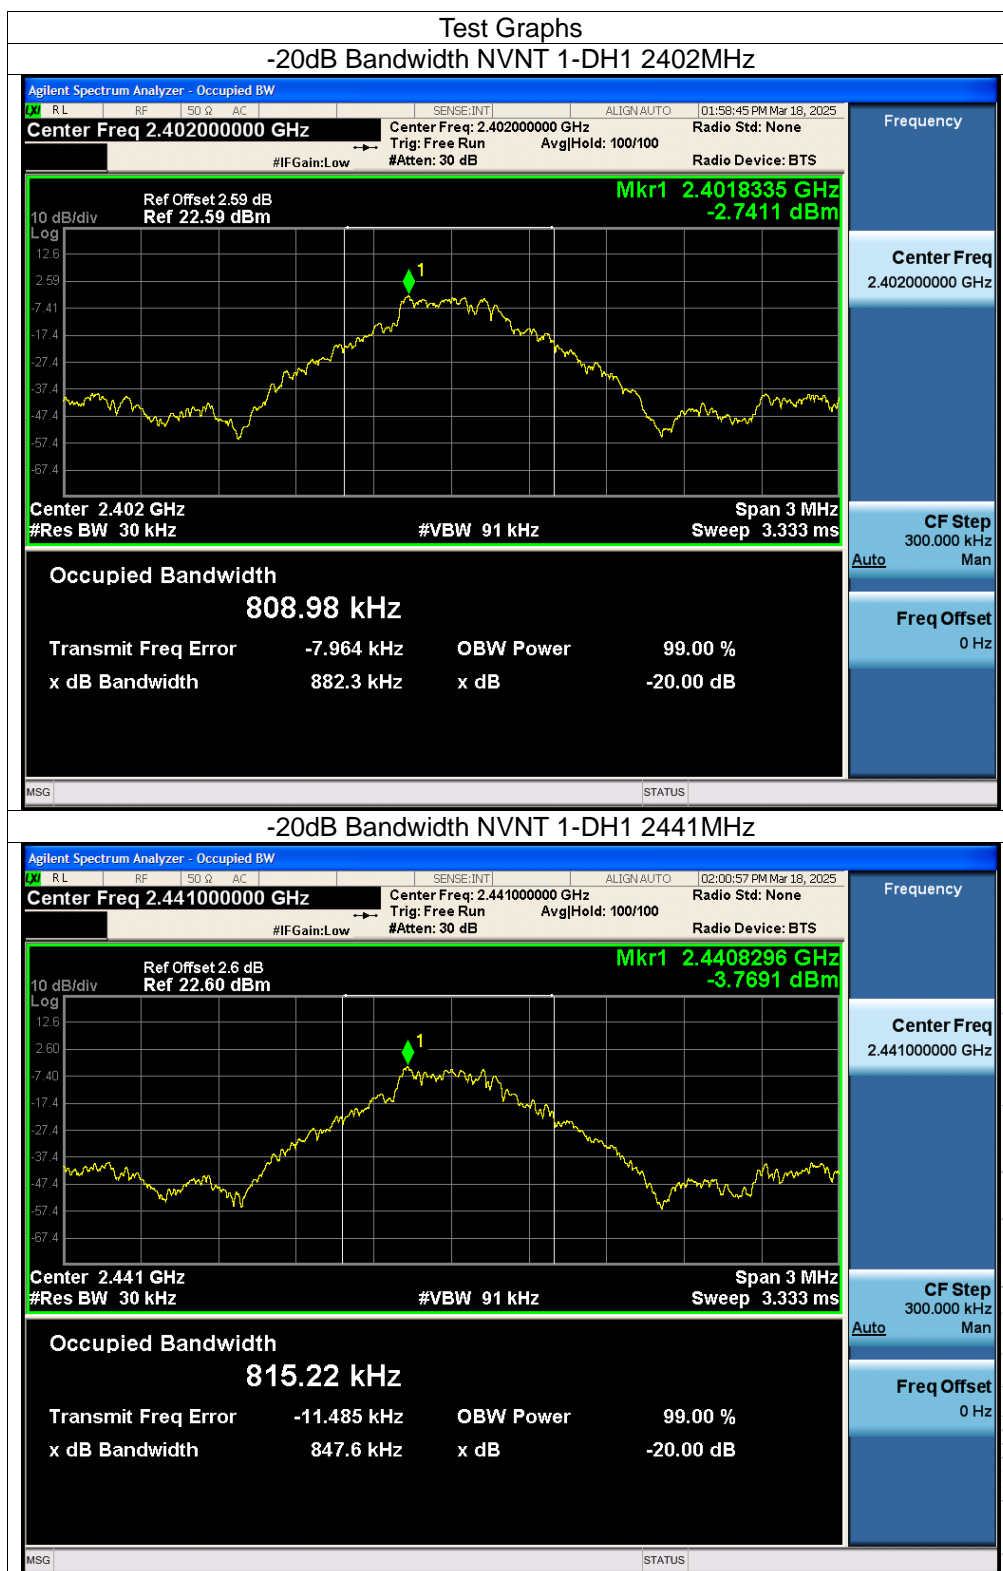 Test Graphs
-20dB Bandwidth NVNT 1-DH1 2402MHz
Agilent Spectrum Analyzer - Occupied BW
LXI RL RF 50 Ω AC SENSE:INT ALIGN AUTO 01:58:45 PM Mar 18, 2025
Center Freq 2.402000000 GHz
Center Freq: 2.402000000 GHz
Radio Std: None
Trig: Free Run Avg|Hold: 100/100
#IFGain:Low
#Atten: 30 dB
Radio Device: BTS
Frequency
Mkr1 2.4018335 GHz
-2.7411 dBm
Ref Offset 2.59 dB
10 dB/div Ref 22.59 dBm
Log
12.6
2.59
-7.41
-17.4
-27.4
-37.4
-47.4
-57.4
-67.4
1
Center 2.402 GHz Span 3 MHz
#Res BW 30 kHz #VBW 91 kHz Sweep 3.333 ms
Center Freq
2.402000000 GHz
CF Step
300.000 kHz
Auto Man
Freq Offset
0 Hz
Occupied Bandwidth
808.98 kHz
Transmit Freq Error -7.964 kHz OBW Power 99.00 %
x dB Bandwidth 882.3 kHz x dB -20.00 dB
MSG STATUS
-20dB Bandwidth NVNT 1-DH1 2441MHz
Agilent Spectrum Analyzer - Occupied BW
LXI RL RF 50 Ω AC SENSE:INT ALIGN AUTO 02:00:57 PM Mar 18, 2025
Center Freq 2.441000000 GHz
Center Freq: 2.441000000 GHz
Radio Std: None
Trig: Free Run Avg|Hold: 100/100
#IFGain:Low
#Atten: 30 dB
Radio Device: BTS
Frequency
Mkr1 2.4408296 GHz
-3.7691 dBm
Ref Offset 2.6 dB
10 dB/div Ref 22.60 dBm
Log
12.6
2.60
-7.40
-17.4
-27.4
-37.4
-47.4
-57.4
-67.4
1
Center 2.441 GHz Span 3 MHz
#Res BW 30 kHz #VBW 91 kHz Sweep 3.333 ms
Center Freq
2.441000000 GHz
CF Step
300.000 kHz
Auto Man
Freq Offset
0 Hz
Occupied Bandwidth
815.22 kHz
Transmit Freq Error -11.485 kHz OBW Power 99.00 %
x dB Bandwidth 847.6 kHz x dB -20.00 dB
MSG STATUS